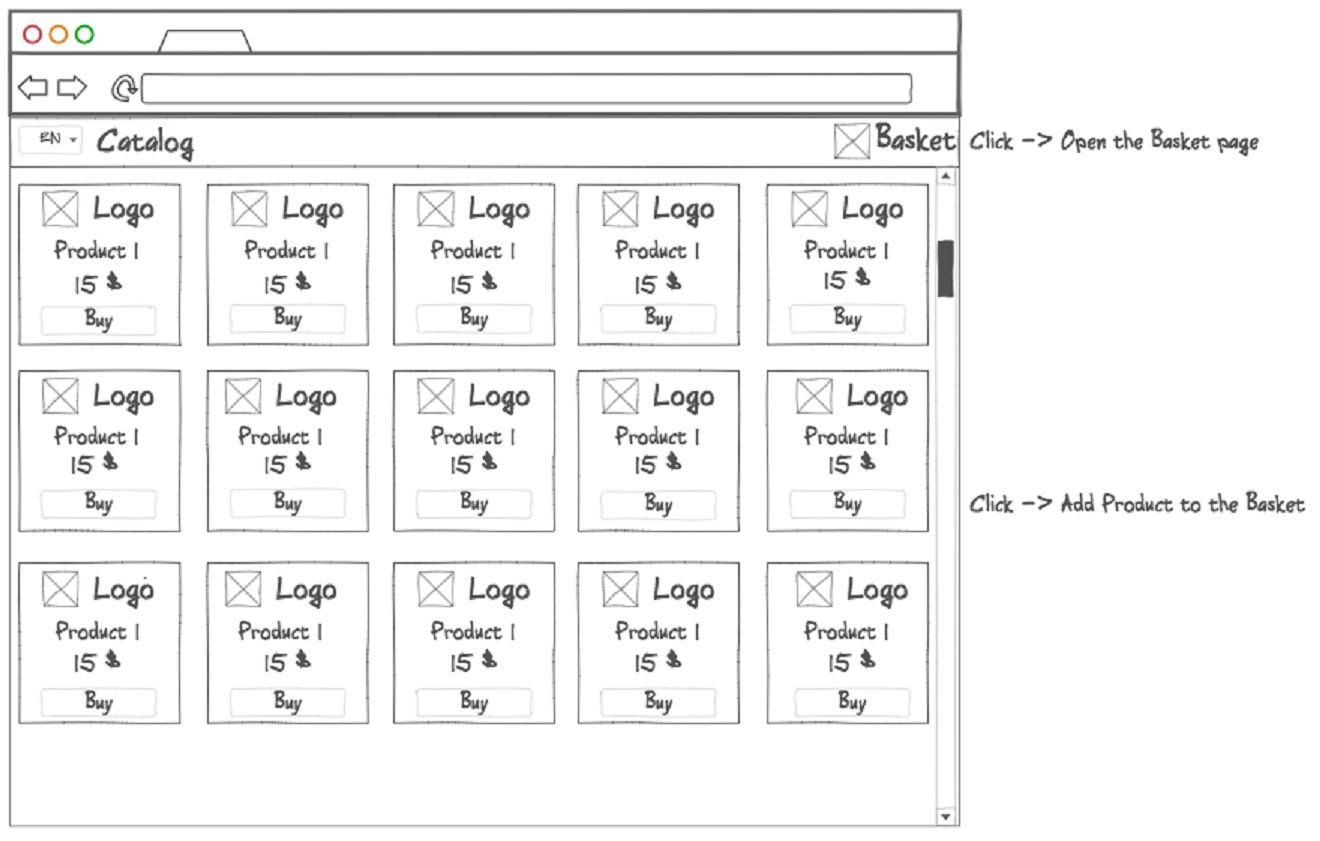 EN Catalog Basket Click -> Open the Basket page
Logo Logo Logo Logo Logo
Product 1 Product 1 Product 1 Product 1 Product 1
15 $ 15 $ 15 $ 15 $ 15 $
Buy Buy Buy Buy Buy
Logo Logo Logo Logo Logo
Product 1 Product 1 Product 1 Product 1 Product 1
15 $ 15 $ 15 $ 15 $ 15 $
Buy Buy Buy Buy Buy Click -> Add Product to the Basket
Logo Logo Logo Logo Logo
Product 1 Product 1 Product 1 Product 1 Product 1
15 $ 15 $ 15 $ 15 $ 15 $
Buy Buy Buy Buy Buy